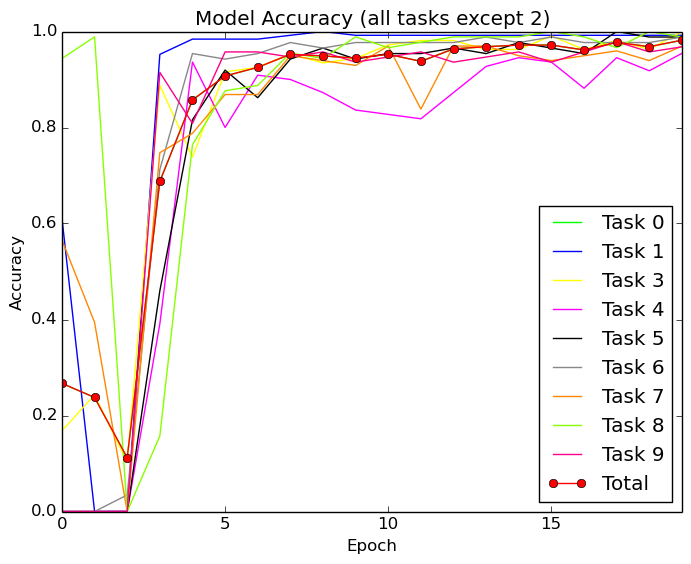 Model Accuracy (all tasks except 2)
1.0
0.8
0.6
0.4
0.2
0.0
Accuracy
0
5
10
15
Epoch
Task 0
Task 1
Task 3
Task 4
Task 5
Task 6
Task 7
Task 8
Task 9
Total